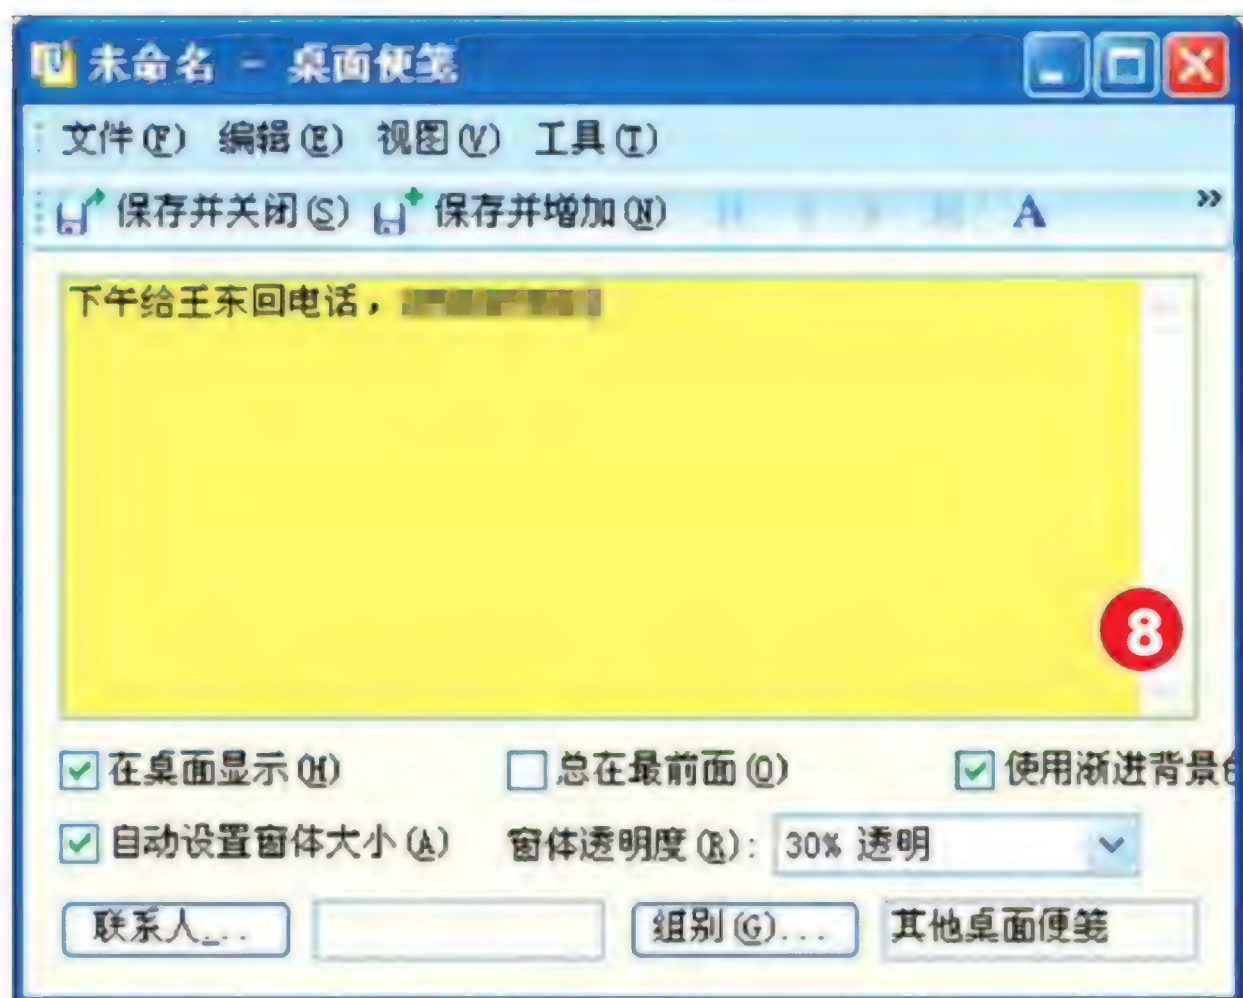 未命名 - 桌面便笺
文件(F) 编辑(E) 视图(V) 工具(T)
保存并关闭(S) 保存并增加(N) A »
下午给王东回电话，
8
在桌面显示(M) 总在最前面(O) 使用渐进背景
自动设置窗体大小(A) 窗体透明度(R): 30% 透明
联系人... 组别(G)... 其他桌面便笺